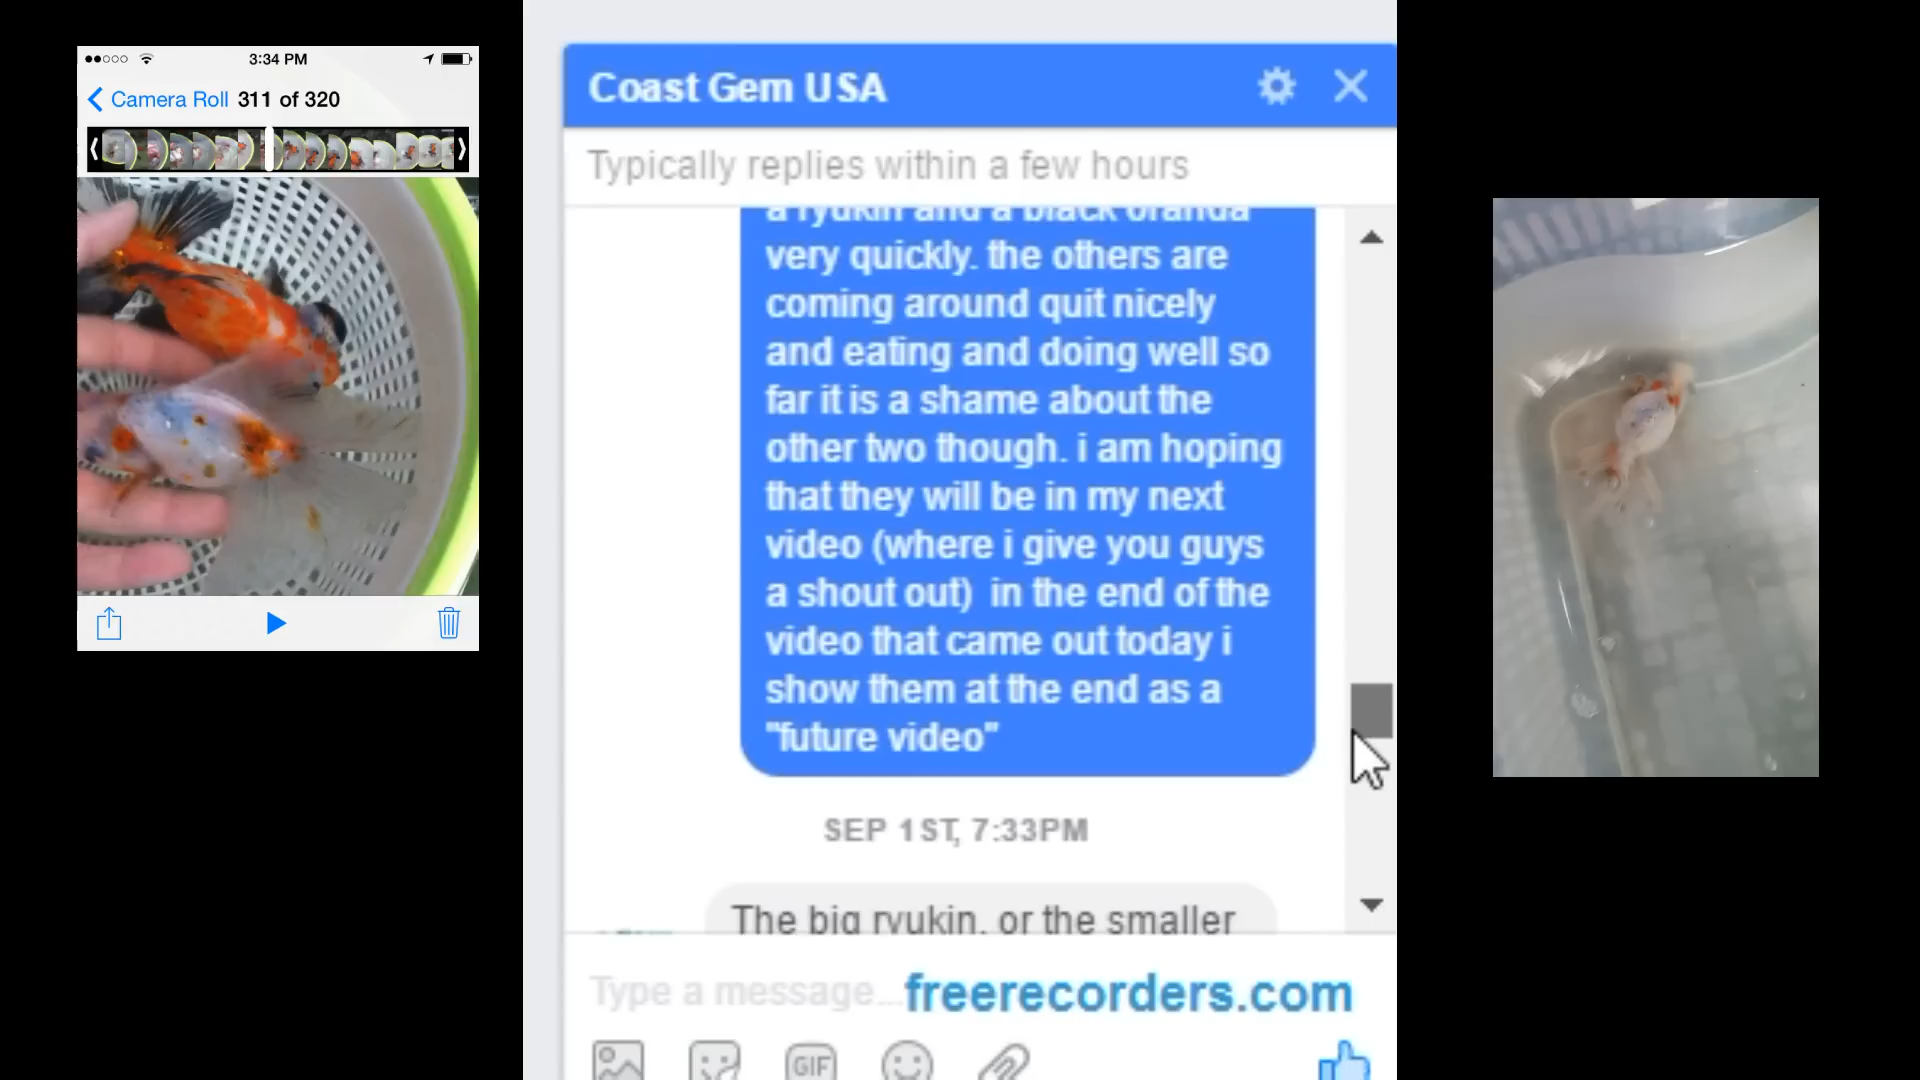 3:34 PM
Camera Roll 311 of 320
Coast Gem USA
Typically replies within a few hours
a ryukin and a black oranda
very quickly. the others are
coming around quit nicely
and eating and doing well so
far it is a shame about the
other two though. i am hoping
that they will be in my next
video (where i give you guys
a shout out)  in the end of the
video that came out today i
show them at the end as a
"future video"
SEP 1ST, 7:33PM
The big ryukin, or the smaller
Type a message...
freerecorders.com
GIF